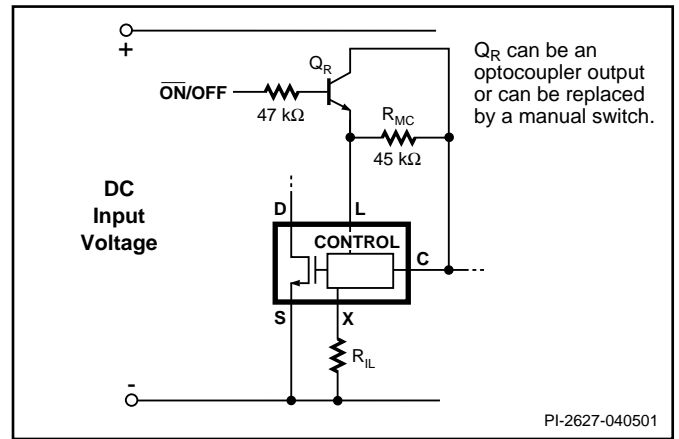 +
Q_R
ON/OFF
47 kΩ
R_MC
45 kΩ
Q_R can be an
optocoupler output
or can be replaced
by a manual switch.
DC
Input
Voltage
D
L
CONTROL
C
S
X
R_IL
-
PI-2627-040501